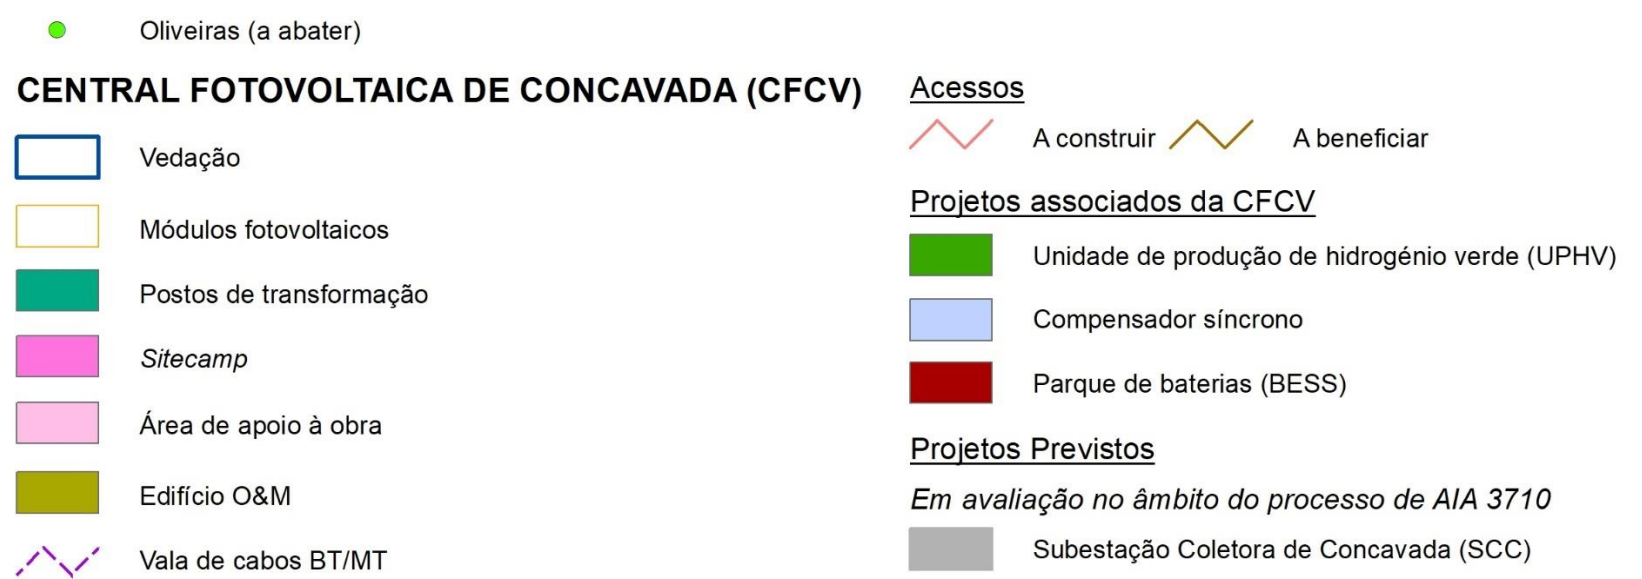 Oliveiras (a abater)
CENTRAL FOTOVOLTAICA DE CONCAVADA (CFCV)
Vedação
Módulos fotovoltaicos
Postos de transformação
Sitecamp
Área de apoio à obra
Edifício O&M
Vala de cabos BT/MT
Acessos
A construir
A beneficiar
Projetos associados da CFCV
Unidade de produção de hidrogénio verde (UPHV)
Compensador síncrono
Parque de baterias (BESS)
Projetos Previstos
Em avaliação no âmbito do processo de AIA 3710
Subestação Coletora de Concavada (SCC)